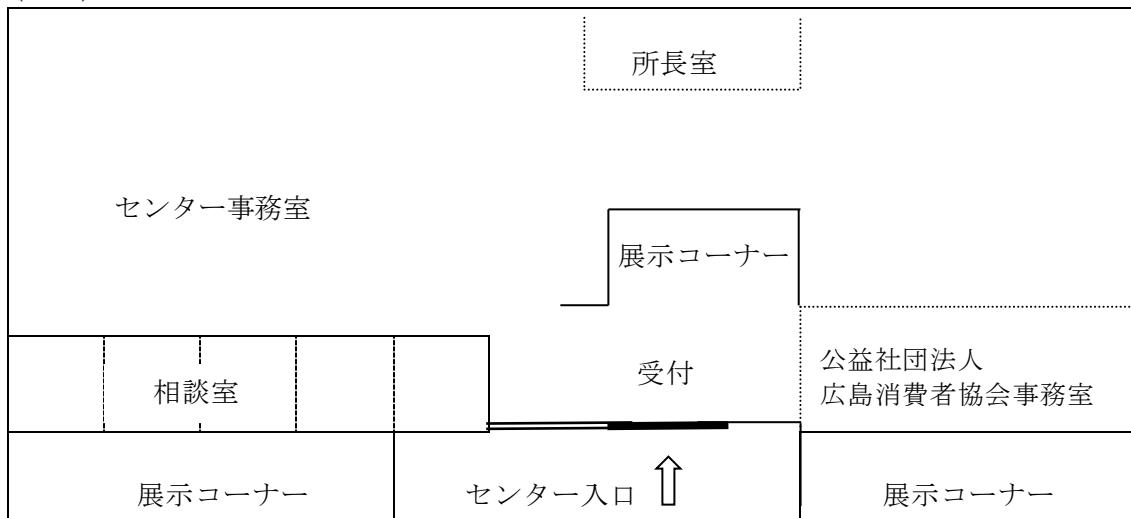 所長室
センター事務室
展示コーナー
受付
公益社団法人
広島消費者協会事務室
相談室
展示コーナー
センター入口
展示コーナー